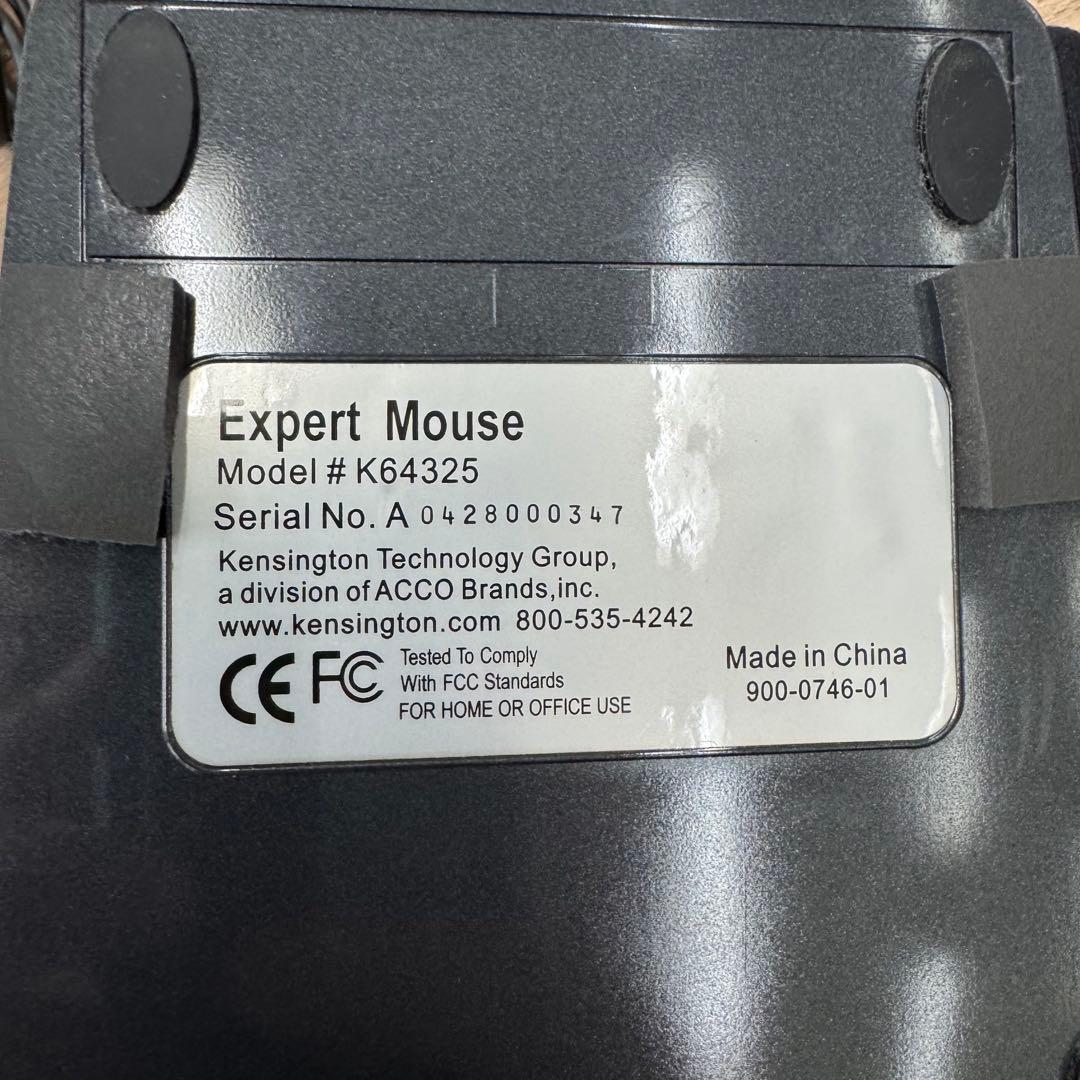 Expert Mouse
Model # K64325
Serial No. A 0428000347
Kensington Technology Group,
a division of ACCO Brands,inc.
www.kensington.com 800-535-4242
CE FC Tested To Comply
With FCC Standards
FOR HOME OR OFFICE USE
Made in China
900-0746-01